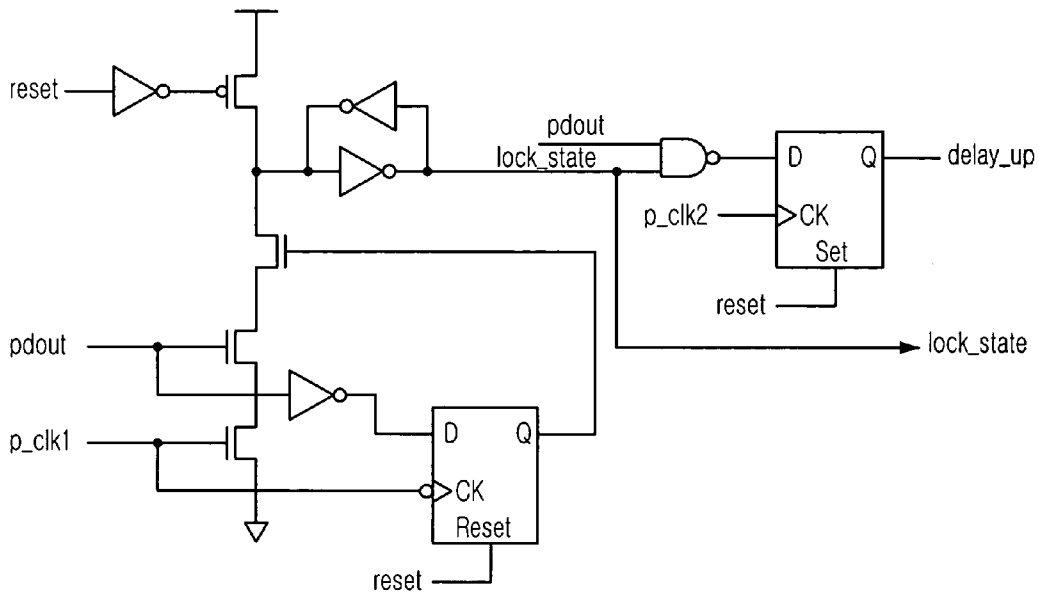 reset
pdout
lock_state
D
Q
delay_up
p_clk2
CK
Set
reset
pdout
lock_state
p_clk1
D
Q
CK
Reset
reset